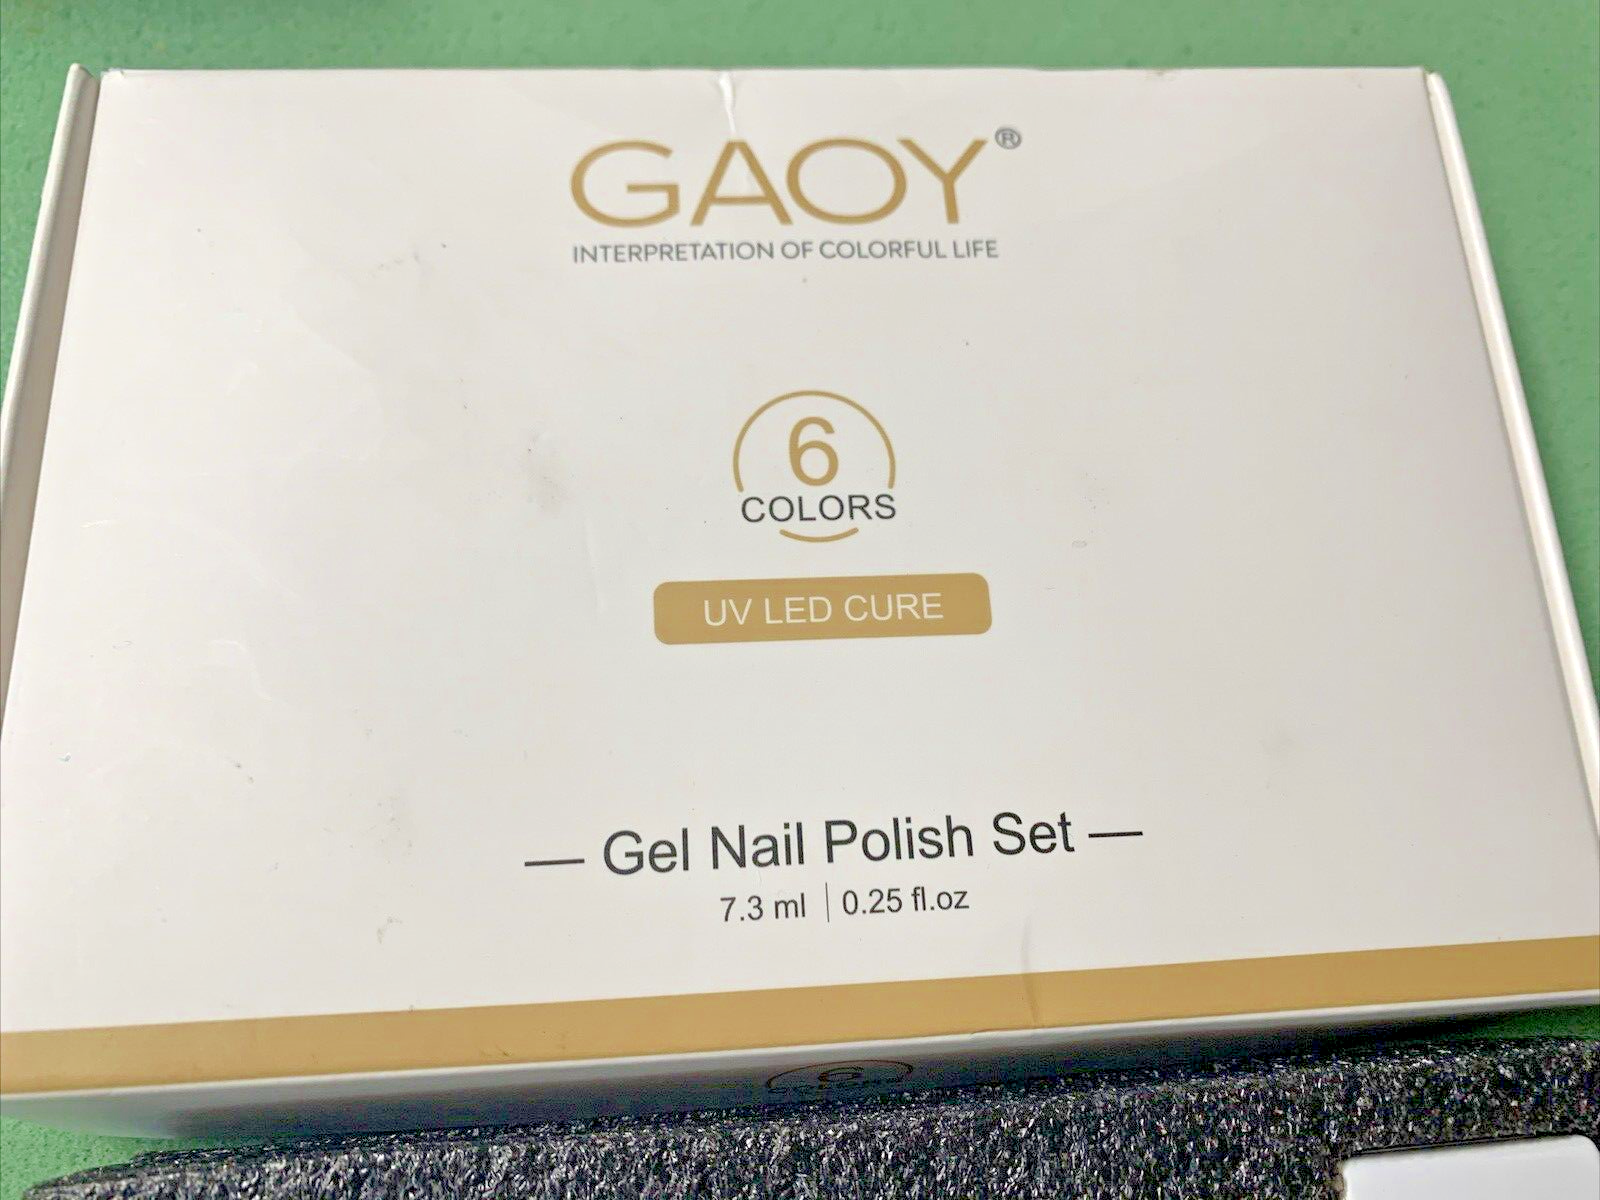 GAOY®
INTERPRETATION OF COLORFUL LIFE
6
COLORS
UV LED CURE
— Gel Nail Polish Set —
7.3 ml | 0.25 fl.oz
6